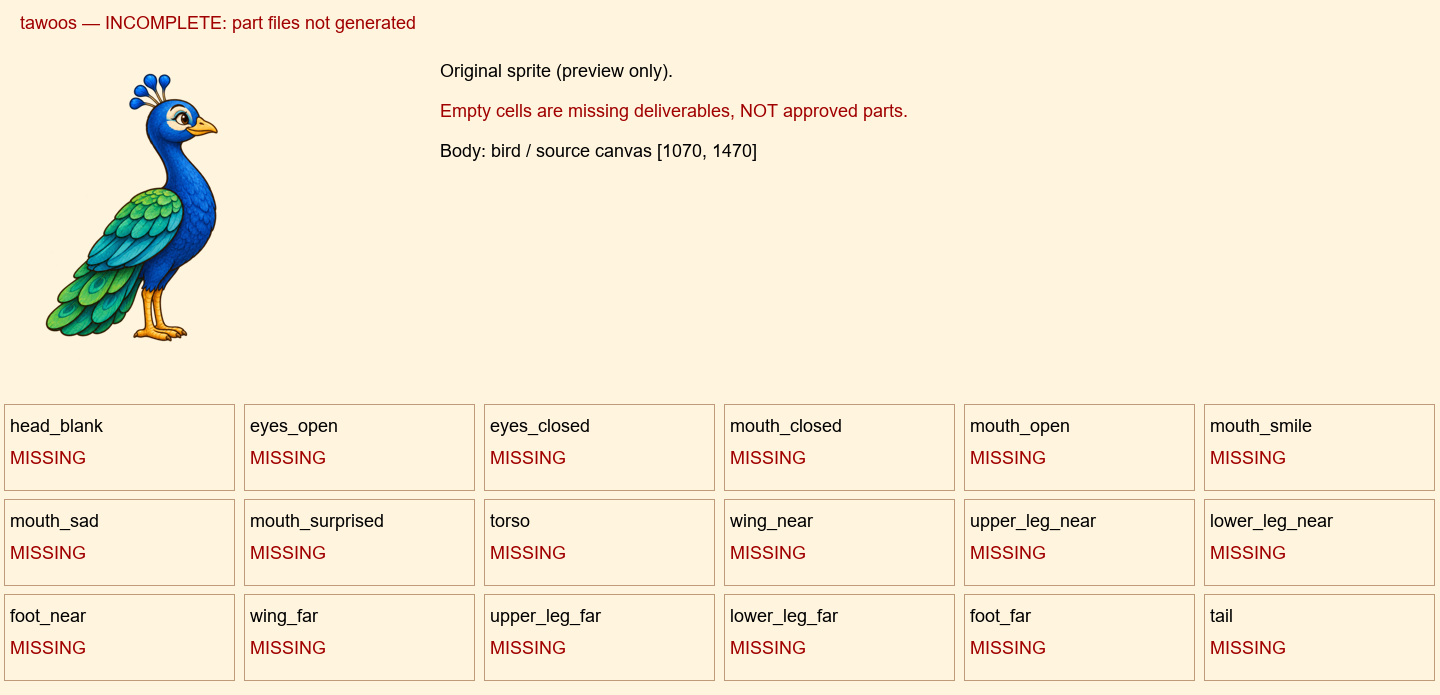 tawoos — INCOMPLETE: part files not generated
Original sprite (preview only).
Empty cells are missing deliverables, NOT approved parts.
Body: bird / source canvas [1070, 1470]
head_blank
MISSING
eyes_open
MISSING
eyes_closed
MISSING
mouth_closed
MISSING
mouth_open
MISSING
mouth_smile
MISSING
mouth_sad
MISSING
mouth_surprised
MISSING
torso
MISSING
wing_near
MISSING
upper_leg_near
MISSING
lower_leg_near
MISSING
foot_near
MISSING
wing_far
MISSING
upper_leg_far
MISSING
lower_leg_far
MISSING
foot_far
MISSING
tail
MISSING